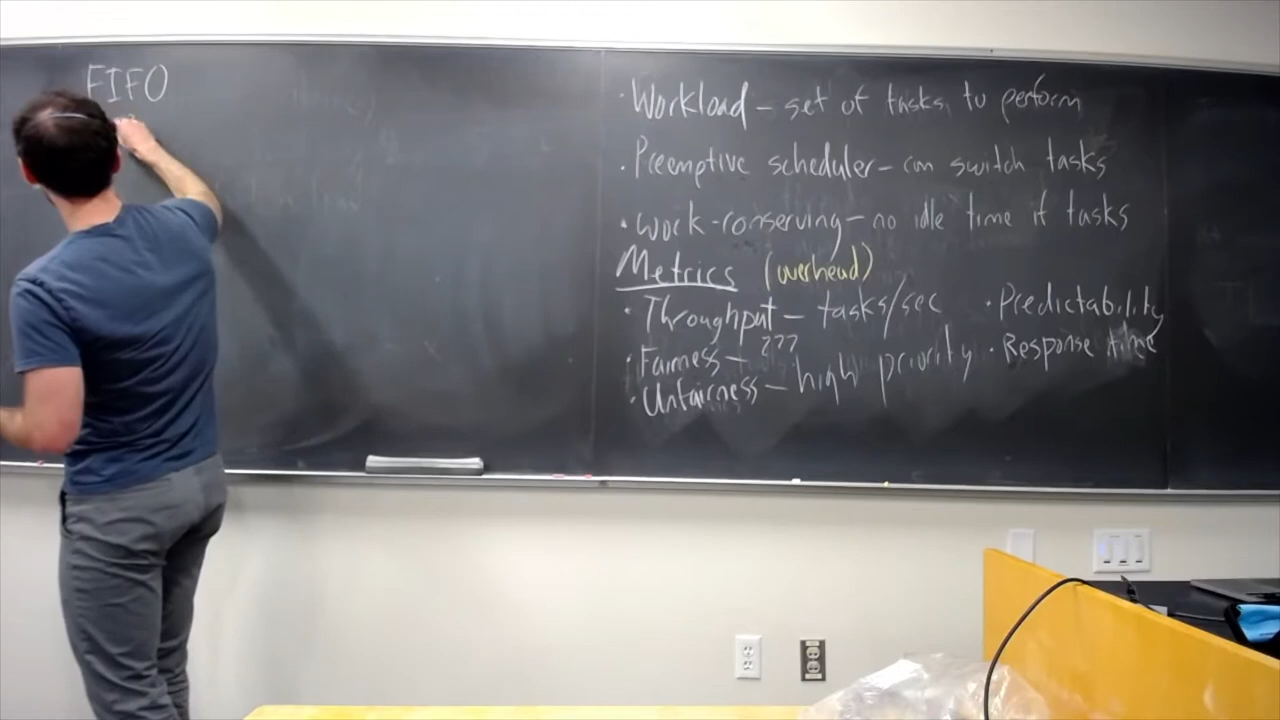 FIFO
· Workload – set of tasks to perform
· Preemptive scheduler – can switch tasks
· work-conserving – no idle time if tasks
Metrics (overhead)
· Throughput – tasks/sec · Predictability
· Fairness – ??? · Response time
· Unfairness – high priority